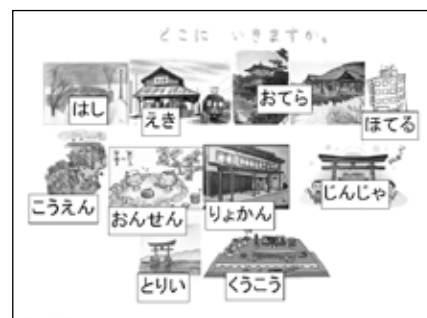 どこに いきますか。
はし
えき
おてら
ほてる
こうえん
おんせん
りょかん
じんじゃ
とりい
くうこう